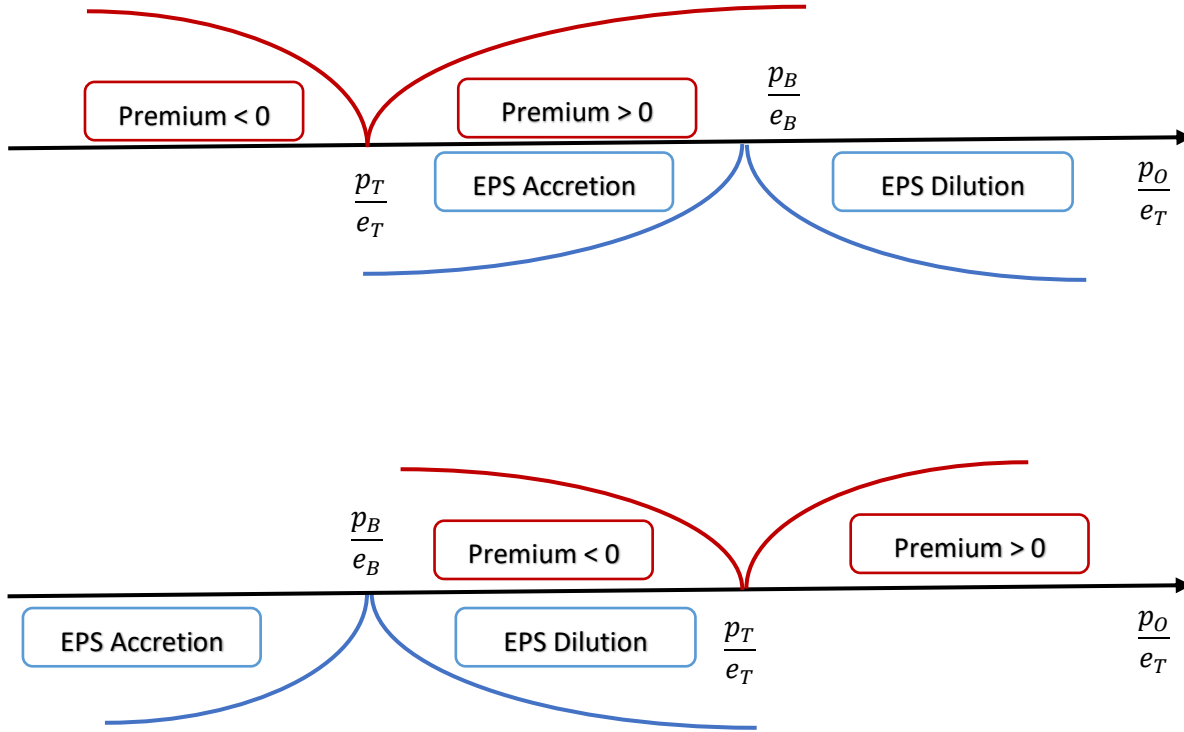 Premium < 0
Premium > 0
p_B
e_B
p_T
e_T
EPS Accretion
EPS Dilution
p_O
e_T
p_B
e_B
Premium < 0
Premium > 0
EPS Accretion
EPS Dilution
p_T
e_T
p_O
e_T